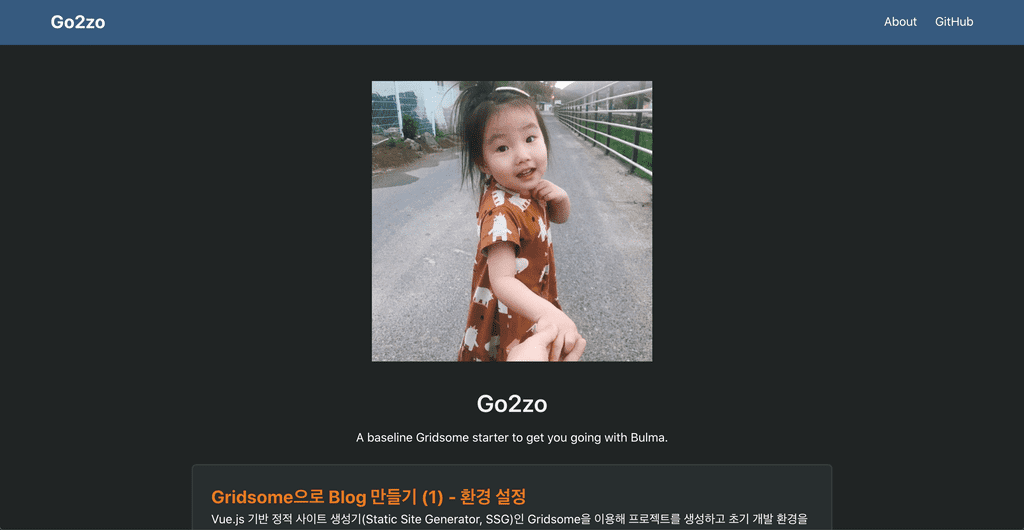 Go2zo
About GitHub
Go2zo
A baseline Gridsome starter to get you going with Bulma.
Gridsome으로 Blog 만들기 (1) - 환경 설정
Vue.js 기반 정적 사이트 생성기(Static Site Generator, SSG)인 Gridsome을 이용해 프로젝트를 생성하고 초기 개발 환경을